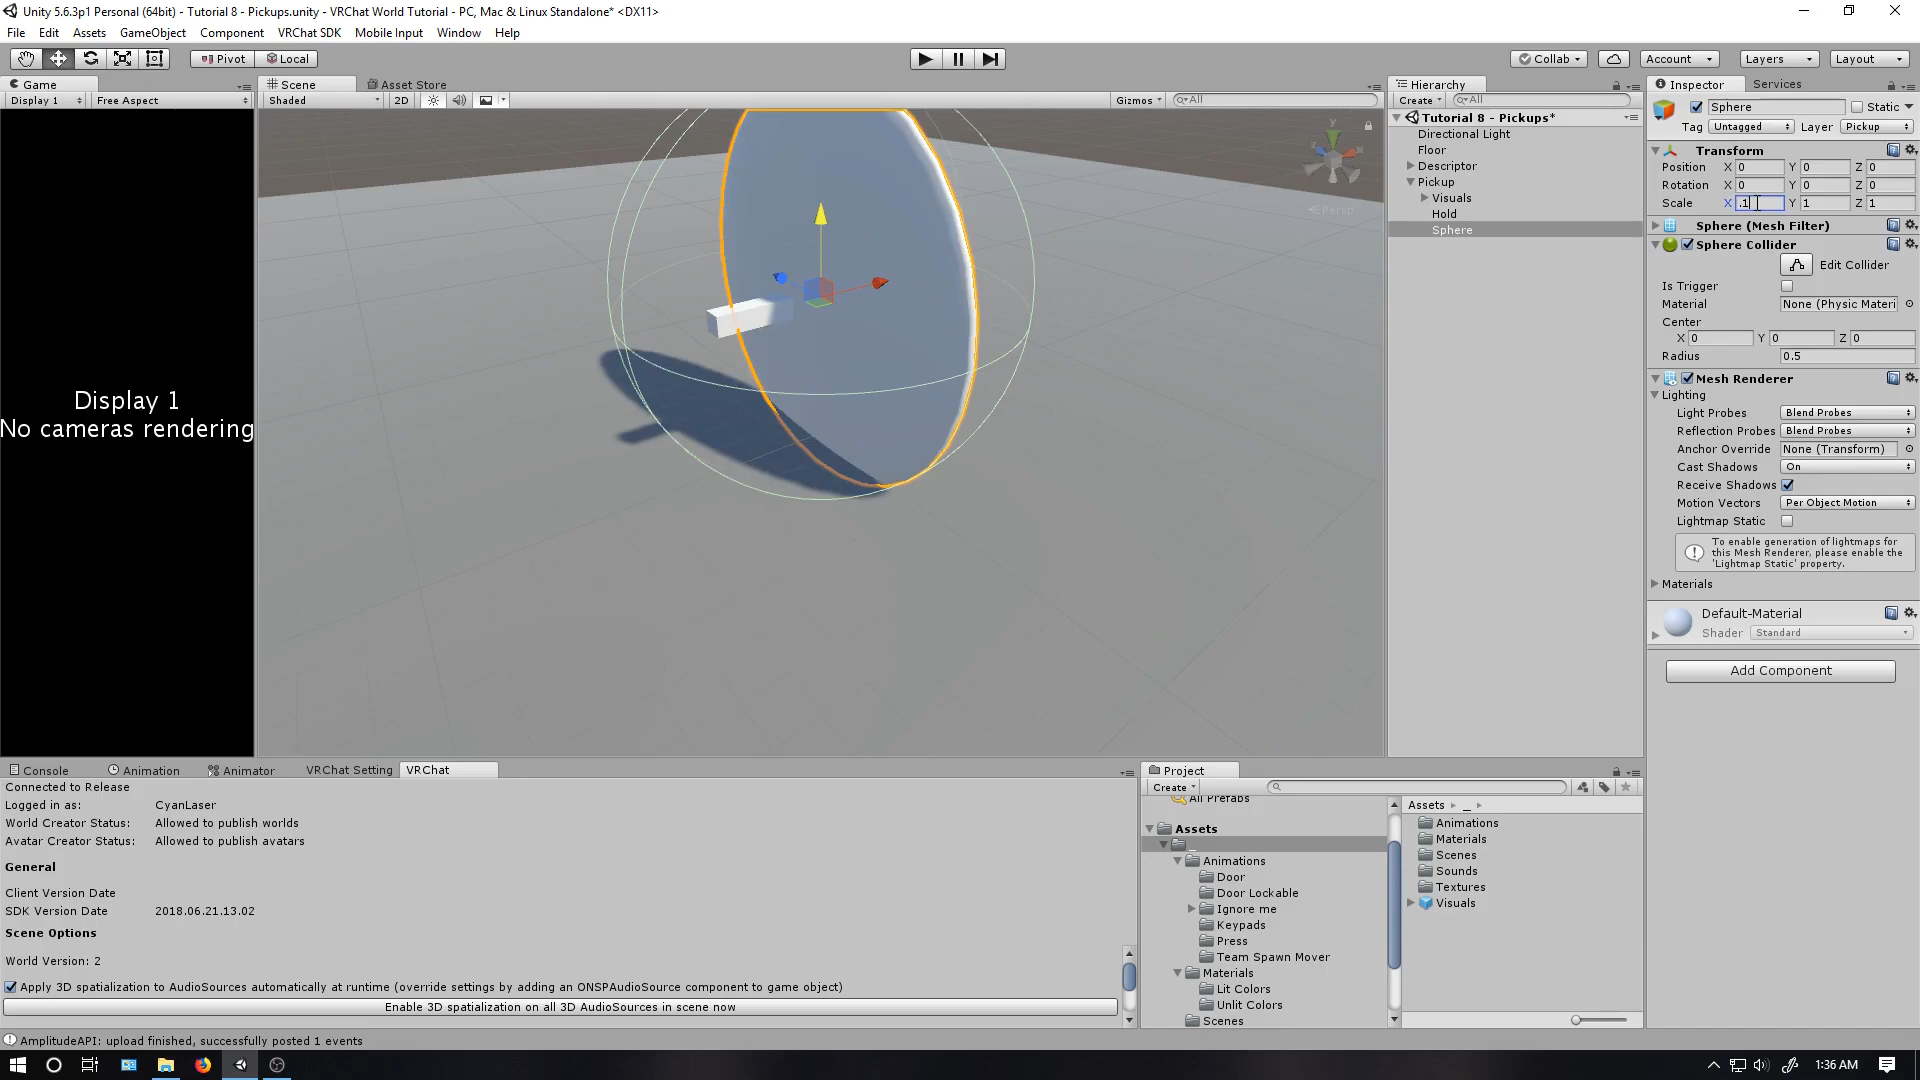 Unity 5.6.3p1 Personal (64bit) - Tutorial 8 - Pickups.unity - VRChat World Tutorial - PC, Mac & Linux Standalone* <DX11>
File Edit Assets GameObject Component VRChat SDK Mobile Input Window Help
Pivot Local Collab Account Layers Layout
Game Scene Asset Store Hierarchy Inspector Services
Display 1 Free Aspect Shaded 2D Gizmos All Create All
Sphere Static
Tag Untagged Layer Pickup
Tutorial 8 - Pickups*
Directional Light
Floor
Descriptor
Pickup
Visuals
Hold
Sphere
Transform
Position X 0 Y 0 Z 0
Rotation X 0 Y 0 Z 0
Scale X .1 Y 1 Z 1
Sphere (Mesh Filter)
Sphere Collider
Edit Collider
Is Trigger
Material None (Physic Materi
Center
X 0 Y 0 Z 0
Radius 0.5
Mesh Renderer
Lighting
Light Probes Blend Probes
Reflection Probes Blend Probes
Anchor Override None (Transform)
Cast Shadows On
Receive Shadows
Motion Vectors Per Object Motion
Lightmap Static
To enable generation of lightmaps for
this Mesh Renderer, please enable the
'Lightmap Static' property.
Materials
Default-Material
Shader Standard
Add Component
y
x
Persp
Display 1
No cameras rendering
Console Animation Animator VRChat Setting VRChat
Connected to Release
Logged in as: CyanLaser
World Creator Status: Allowed to publish worlds
Avatar Creator Status: Allowed to publish avatars
General
Client Version Date
SDK Version Date 2018.06.21.13.02
Scene Options
World Version: 2
Apply 3D spatialization to AudioSources automatically at runtime (override settings by adding an ONSPAudioSource component to game object)
Enable 3D spatialization on all 3D AudioSources in scene now
AmplitudeAPI: upload finished, successfully posted 1 events
Project
Create
All Prefabs
Assets
_
Animations
Door
Door Lockable
Ignore me
Keypads
Press
Team Spawn Mover
Materials
Lit Colors
Unlit Colors
Scenes
Assets _
Animations
Materials
Scenes
Sounds
Textures
Visuals
1:36 AM